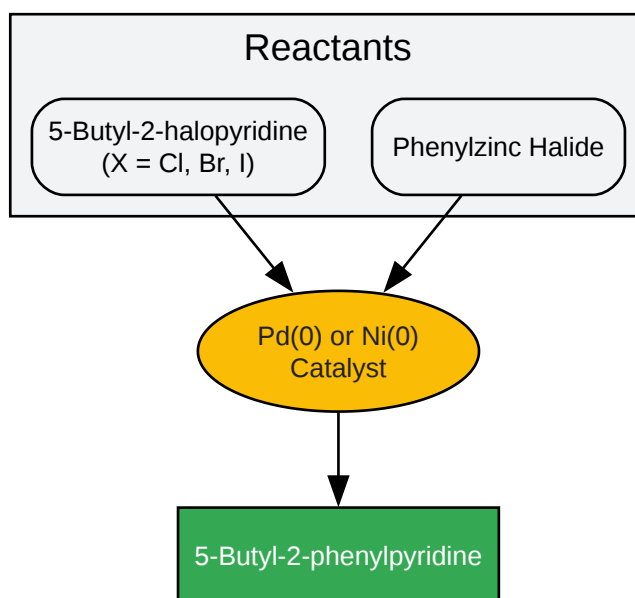 Reactants
5-Butyl-2-halopyridine
(X = Cl, Br, I)
Phenylzinc Halide
Pd(0) or Ni(0)
Catalyst
5-Butyl-2-phenylpyridine